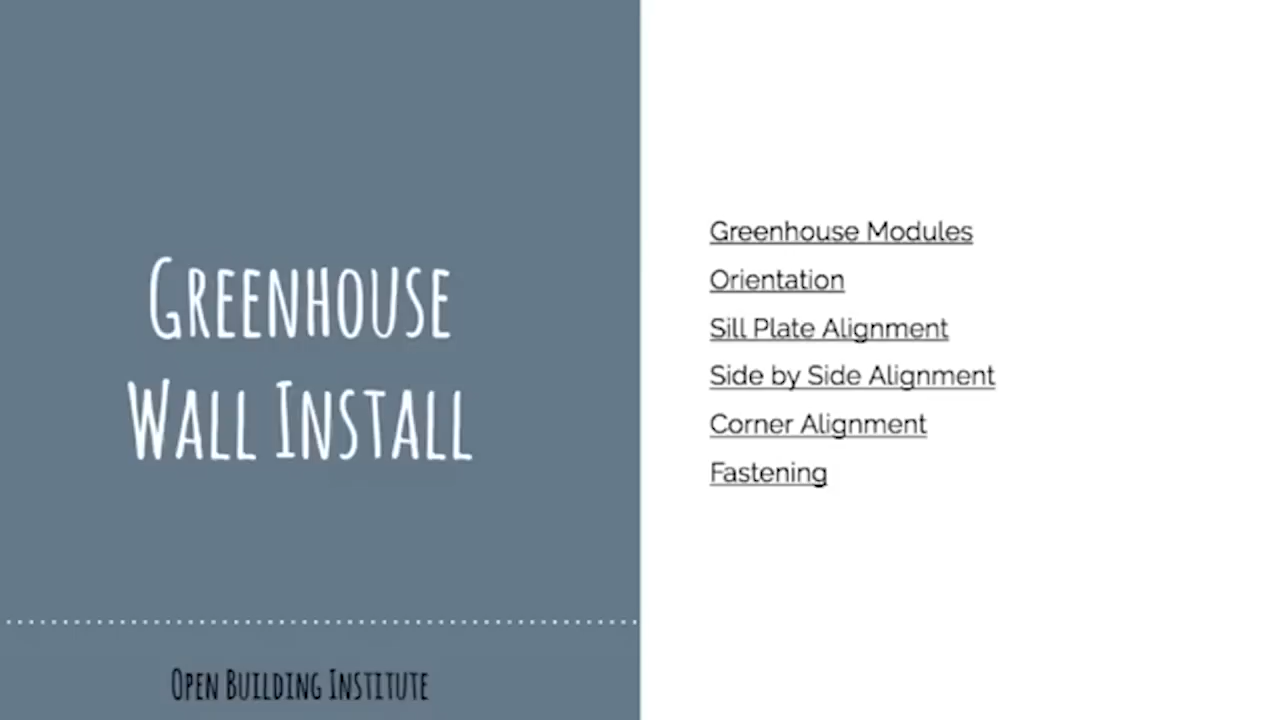 Greenhouse
Wall Install
Open Building Institute
Greenhouse Modules
Orientation
Sill Plate Alignment
Side by Side Alignment
Corner Alignment
Fastening